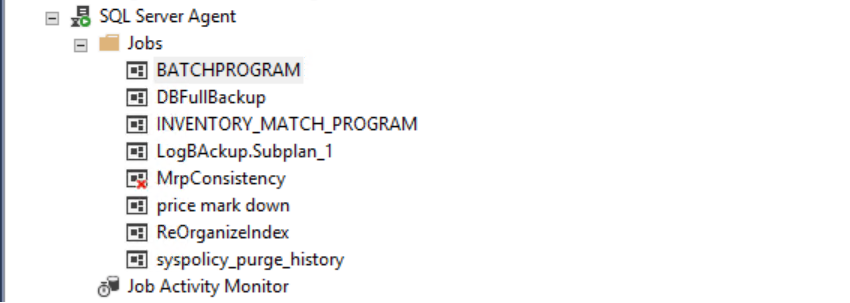 SQL Server Agent
Jobs
BATCHPROGRAM
DBFullBackup
INVENTORY_MATCH_PROGRAM
LogBAckup.Subplan_1
MrpConsistency
price mark down
ReOrganizeIndex
syspolicy_purge_history
Job Activity Monitor